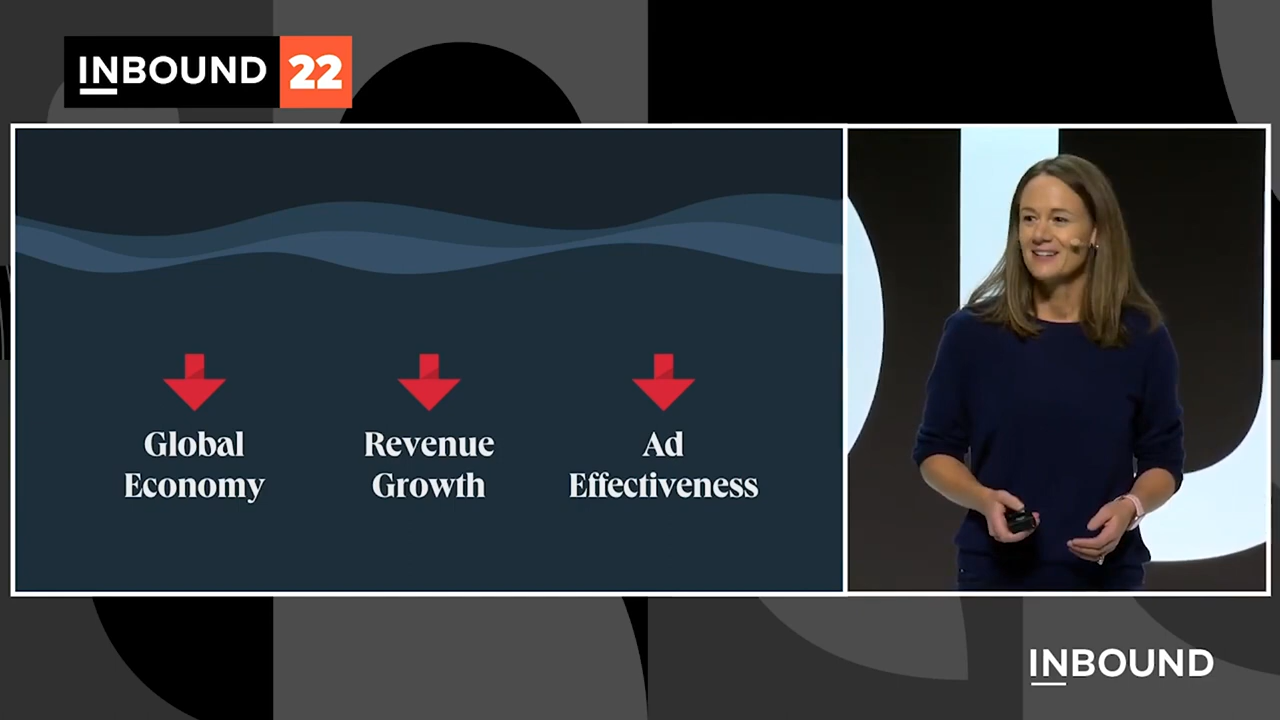 INBOUND 22
Global
Economy
Revenue
Growth
Ad
Effectiveness
INBOUND